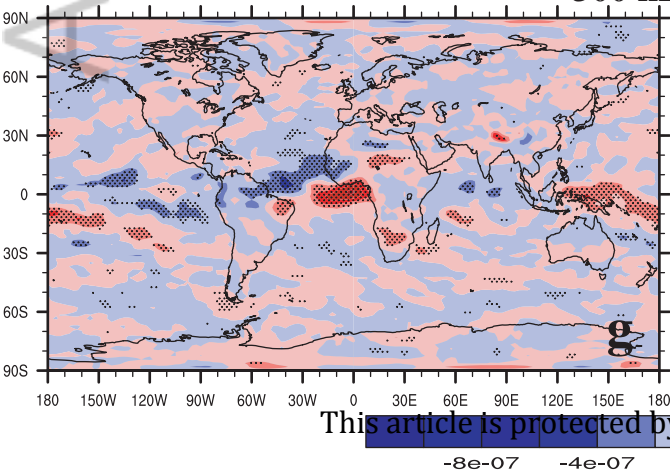 90N
60N
30N
0
30S
60S
90S
g
180 150W 120W 90W 60W 30W 0 30E 60E 90E 120E 150E 180
This article is protected by
-8e-07 -4e-07